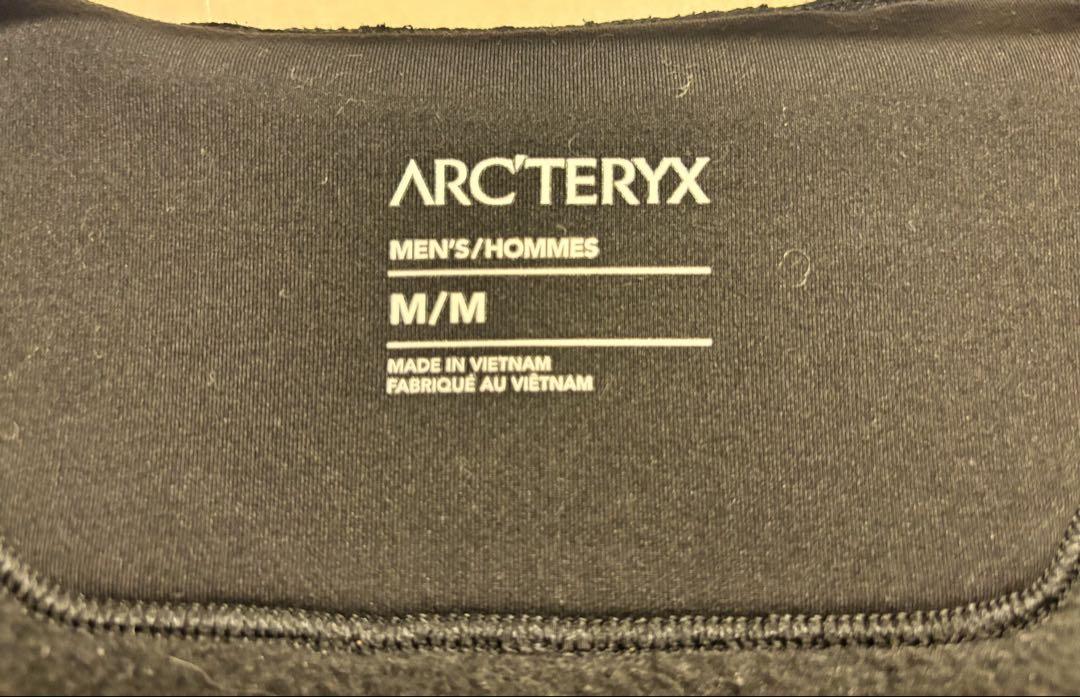 ARC'TERYX
MEN'S/HOMMES
M/M
MADE IN VIETNAM
FABRIQUÉ AU VIÊTNAM